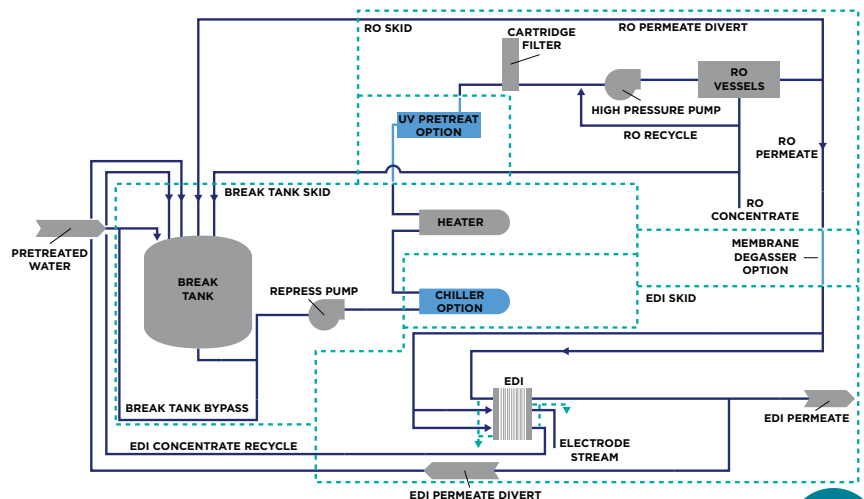 RO SKID
CARTRIDGE
FILTER
RO PERMEATE DIVERT
RO
VESSELS
HIGH PRESSURE PUMP
UV PRETREAT
OPTION
RO RECYCLE
RO
PERMEATE
BREAK TANK SKID
RO
CONCENTRATE
HEATER
PRETREATED
WATER
MEMBRANE
DEGASSER
OPTION
BREAK
TANK
REPRESS PUMP
CHILLER
OPTION
EDI SKID
EDI
BREAK TANK BYPASS
EDI PERMEATE
EDI CONCENTRATE RECYCLE
ELECTRODE
STREAM
EDI PERMEATE DIVERT